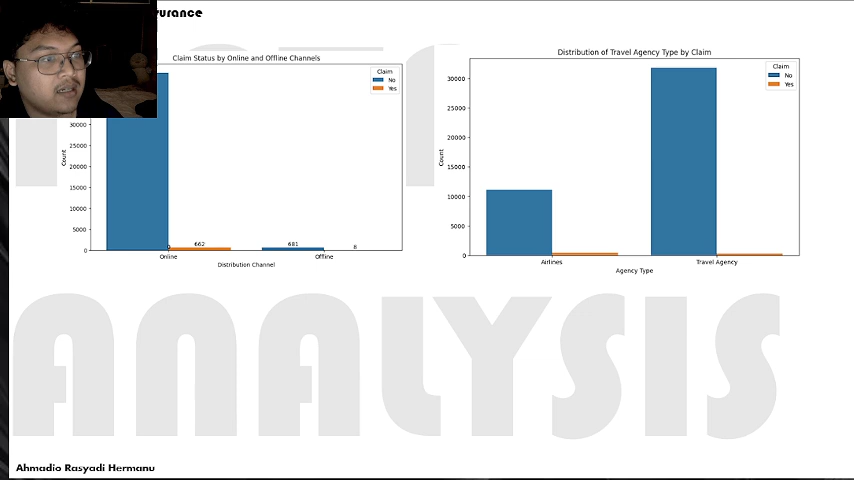 urance
Claim Status by Online and Offline Channels
Claim
No
Yes
30000
25000
20000
15000
10000
5000
0
Count
0
662
681
8
Online
Offline
Distribution Channel
Distribution of Travel Agency Type by Claim
Claim
No
Yes
30000
25000
20000
15000
10000
5000
0
Count
Airlines
Travel Agency
Agency Type
ANALYSIS
Ahmadio Rasyadi Hermanu